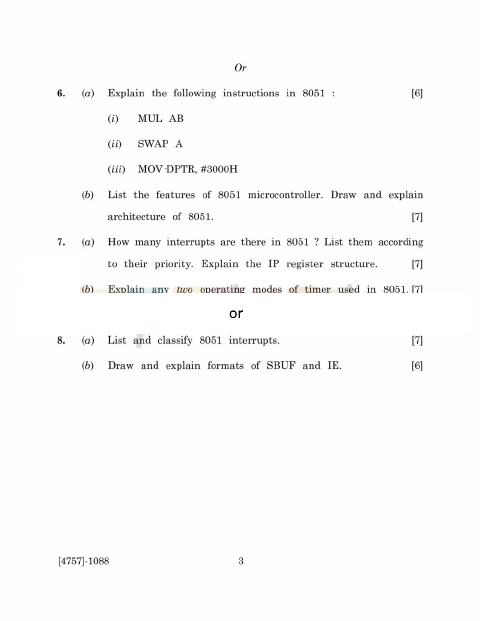 Or
6. (a) Explain the following instructions in 8051 : [6]
(i) MUL AB
(ii) SWAP A
(iii) MOV DPTR, #3000H
(b) List the features of 8051 microcontroller. Draw and explain
architecture of 8051. [7]
7. (a) How many interrupts are there in 8051 ? List them according
to their priority. Explain the IP register structure. [7]
(b) Explain any two operating modes of timer used in 8051. [7]
or
8. (a) List and classify 8051 interrupts. [7]
(b) Draw and explain formats of SBUF and IE. [6]
[4757]-1088 3